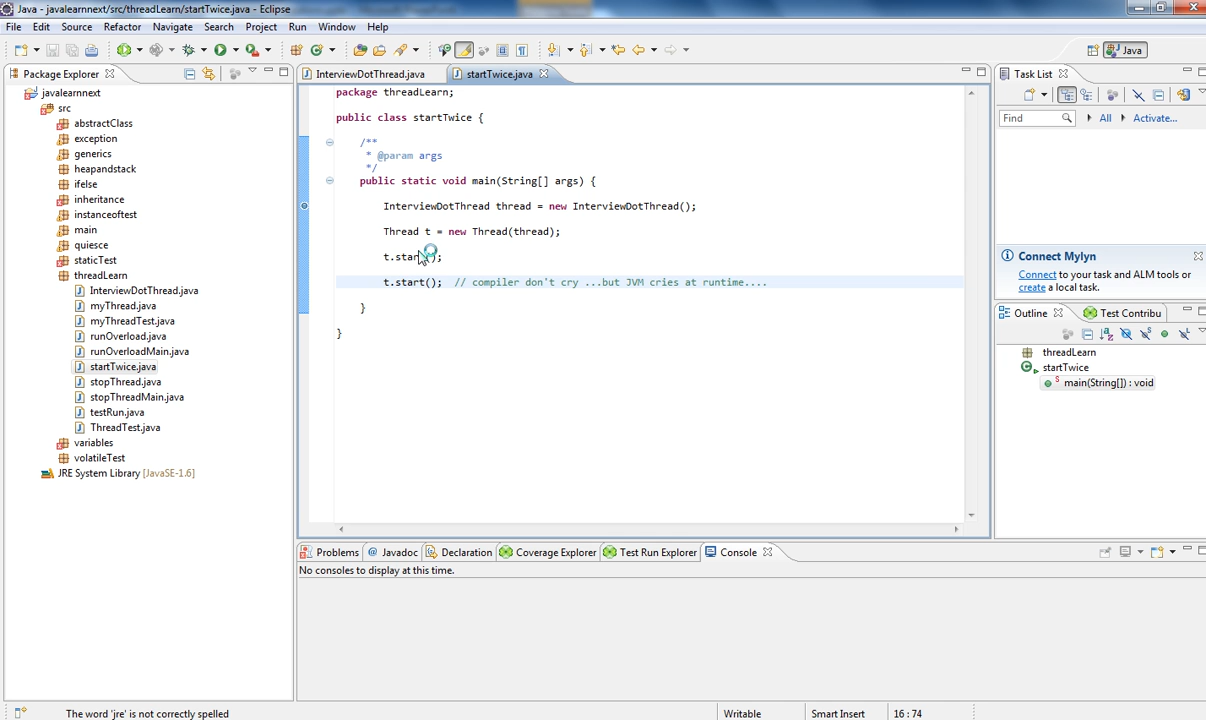 Java - javalearnnext/src/threadLearn/startTwice.java - Eclipse
File Edit Source Refactor Navigate Search Project Run Window Help
Java
Package Explorer
InterviewDotThread.java
startTwice.java
Task List
javalearnnext
src
abstractClass
exception
generics
heapandstack
ifelse
inheritance
instanceoftest
main
quiesce
staticTest
threadLearn
InterviewDotThread.java
myThread.java
myThreadTest.java
runOverload.java
runOverloadMain.java
startTwice.java
stopThread.java
stopThreadMain.java
testRun.java
ThreadTest.java
variables
volatileTest
JRE System Library [JavaSE-1.6]
package threadLearn;
public class startTwice {
/**
* @param args
*/
public static void main(String[] args) {
InterviewDotThread thread = new InterviewDotThread();
Thread t = new Thread(thread);
t.start();
t.start(); // compiler don't cry ...but JVM cries at runtime....
}
}
Find All Activate...
Connect Mylyn
Connect to your task and ALM tools or
create a local task.
Outline Test Contribu
threadLearn
startTwice
main(String[]) : void
Problems @ Javadoc Declaration Coverage Explorer Test Run Explorer Console
No consoles to display at this time.
The word 'jre' is not correctly spelled
Writable
Smart Insert
16 : 74